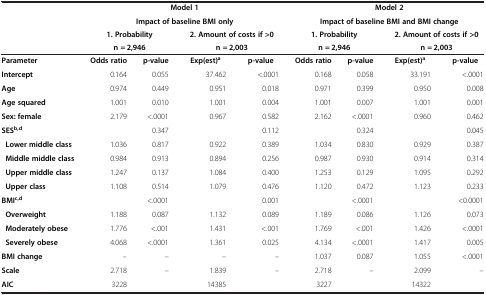 Model 1 Model 2
Impact of baseline BMI only Impact of baseline BMI and BMI change
1. Probability 2. Amount of costs if >0 1. Probability 2. Amount of costs if >0
n = 2,946 n = 2,003 n = 2,946 n = 2,003
Parameter Odds ratio p-value Exp(est)a p-value Odds ratio p-value Exp(est)a p-value
Intercept 0.164 0.055 37.462 <.0001 0.168 0.058 33.191 <.0001
Age 0.974 0.449 0.951 0.018 0.971 0.399 0.950 0.008
Age squared 1.001 0.010 1.001 0.004 1.001 0.007 1.001 0.001
Sex: female 2.179 <.0001 0.967 0.582 2.162 <.0001 0.960 0.462
SESb,d 0.347 0.112 0.324 0.045
Lower middle class 1.036 0.817 0.922 0.389 1.034 0.830 0.929 0.387
Middle middle class 0.984 0.913 0.894 0.256 0.987 0.930 0.914 0.314
Upper middle class 1.247 0.137 1.084 0.400 1.253 0.129 1.095 0.292
Upper class 1.108 0.514 1.079 0.476 1.120 0.472 1.123 0.233
BMIc,d <.0001 0.001 <.0001 <0.0001
Overweight 1.188 0.087 1.132 0.089 1.189 0.086 1.126 0.073
Moderately obese 1.776 <.001 1.431 <.001 1.769 <.001 1.426 <.0001
Severely obese 4.068 <.0001 1.361 0.025 4.134 <.0001 1.417 0.005
BMI change – – – – 1.037 0.087 1.055 <.0001
Scale 2.718 – 1.839 – 2.718 – 2.099 –
AIC 3228 14385 3227 14322